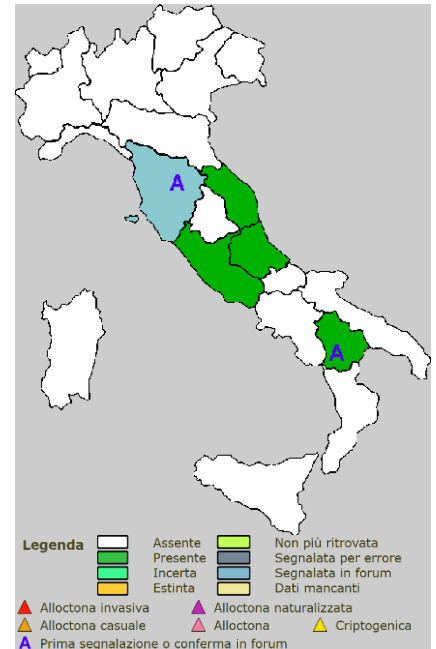 A
A
Legenda
Assente Non più ritrovata
Presente Segnalata per errore
Incerta Segnalata in forum
Estinta Dati mancanti
Alloctona invasiva Alloctona naturalizzata
Alloctona casuale Alloctona Criptogenica
A Prima segnalazione o conferma in forum